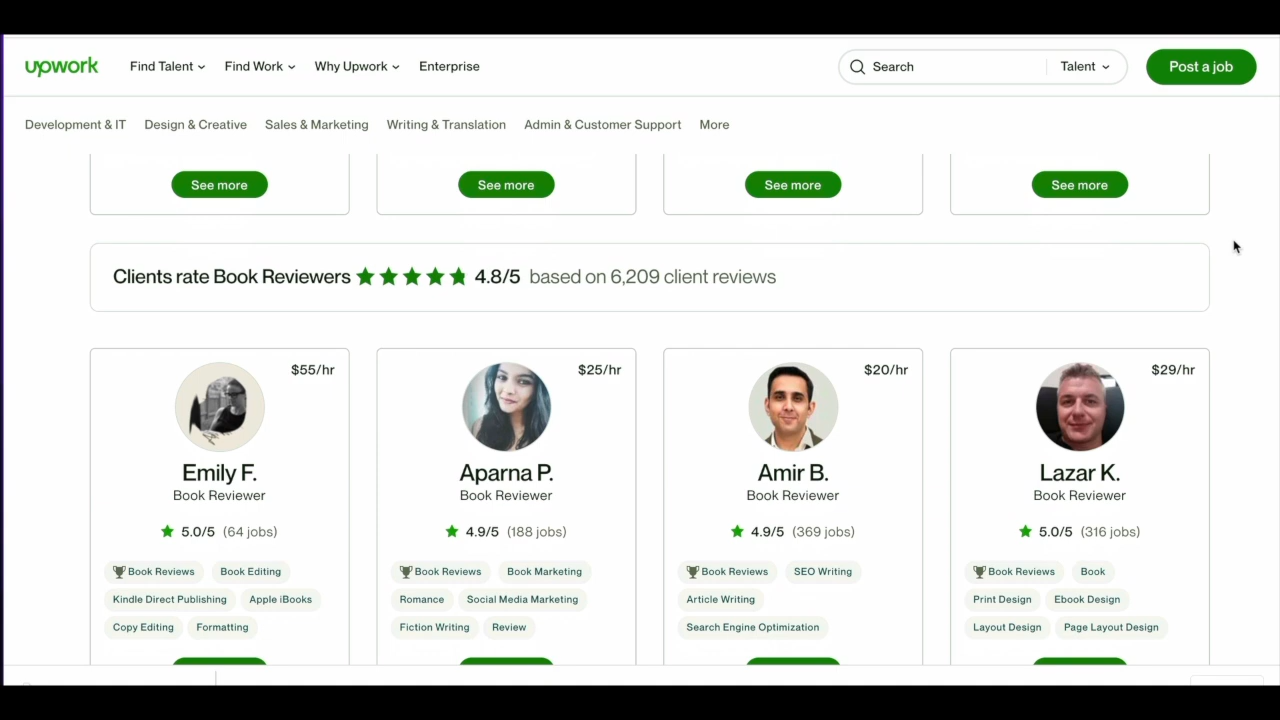 upwork Find Talent Find Work Why Upwork Enterprise Search Talent Post a job
Development & IT Design & Creative Sales & Marketing Writing & Translation Admin & Customer Support More
See more See more See more See more
Clients rate Book Reviewers 4.8/5 based on 6,209 client reviews
$55/hr
Emily F.
Book Reviewer
5.0/5 (64 jobs)
Book Reviews Book Editing
Kindle Direct Publishing Apple iBooks
Copy Editing Formatting
$25/hr
Aparna P.
Book Reviewer
4.9/5 (188 jobs)
Book Reviews Book Marketing
Romance Social Media Marketing
Fiction Writing Review
$20/hr
Amir B.
Book Reviewer
4.9/5 (369 jobs)
Book Reviews SEO Writing
Article Writing
Search Engine Optimization
$29/hr
Lazar K.
Book Reviewer
5.0/5 (316 jobs)
Book Reviews Book
Print Design Ebook Design
Layout Design Page Layout Design